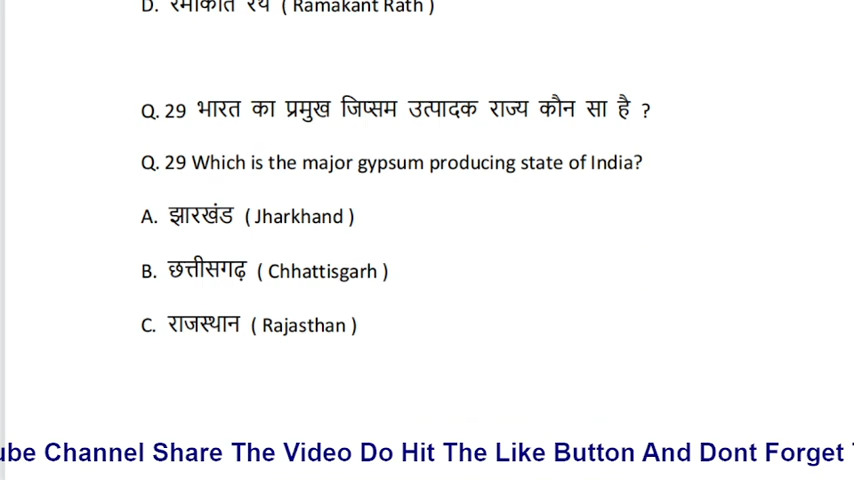 D. रमाकांत रथ ( Ramakant Rath )
Q. 29 भारत का प्रमुख जिप्सम उत्पादक राज्य कौन सा है ?
Q. 29 Which is the major gypsum producing state of India?
A. झारखंड ( Jharkhand )
B. छत्तीसगढ़ ( Chhattisgarh )
C. राजस्थान ( Rajasthan )
ube Channel Share The Video Do Hit The Like Button And Dont Forget